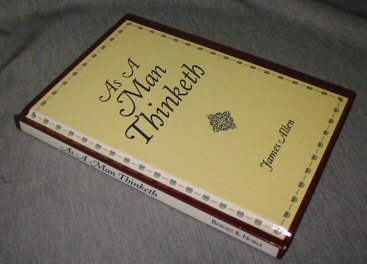 As A
Man
Thinketh
James Allen
As A Man Thinketh
Barnes & Noble